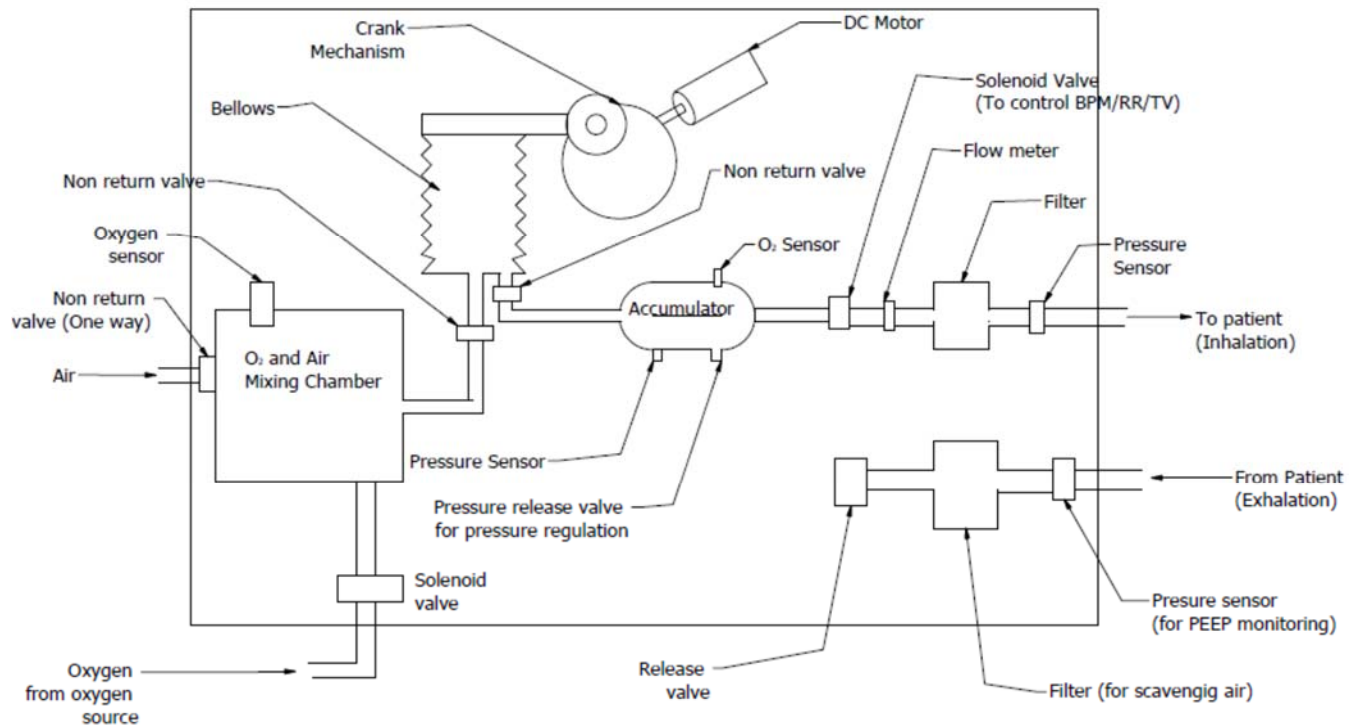 Crank
Mechanism
DC Motor
Bellows
Solenoid Valve
(To control BPM/RR/TV)
Flow meter
Non return valve
Non return valve
Filter
Oxygen
sensor
O₂ Sensor
Pressure
Sensor
Non return
valve (One way)
Accumulator
To patient
(Inhalation)
O₂ and Air
Mixing Chamber
Air
Pressure Sensor
From Patient
(Exhalation)
Pressure release valve
for pressure regulation
Solenoid
valve
Presure sensor
(for PEEP monitoring)
Oxygen
from oxygen
source
Release
valve
Filter (for scavengig air)